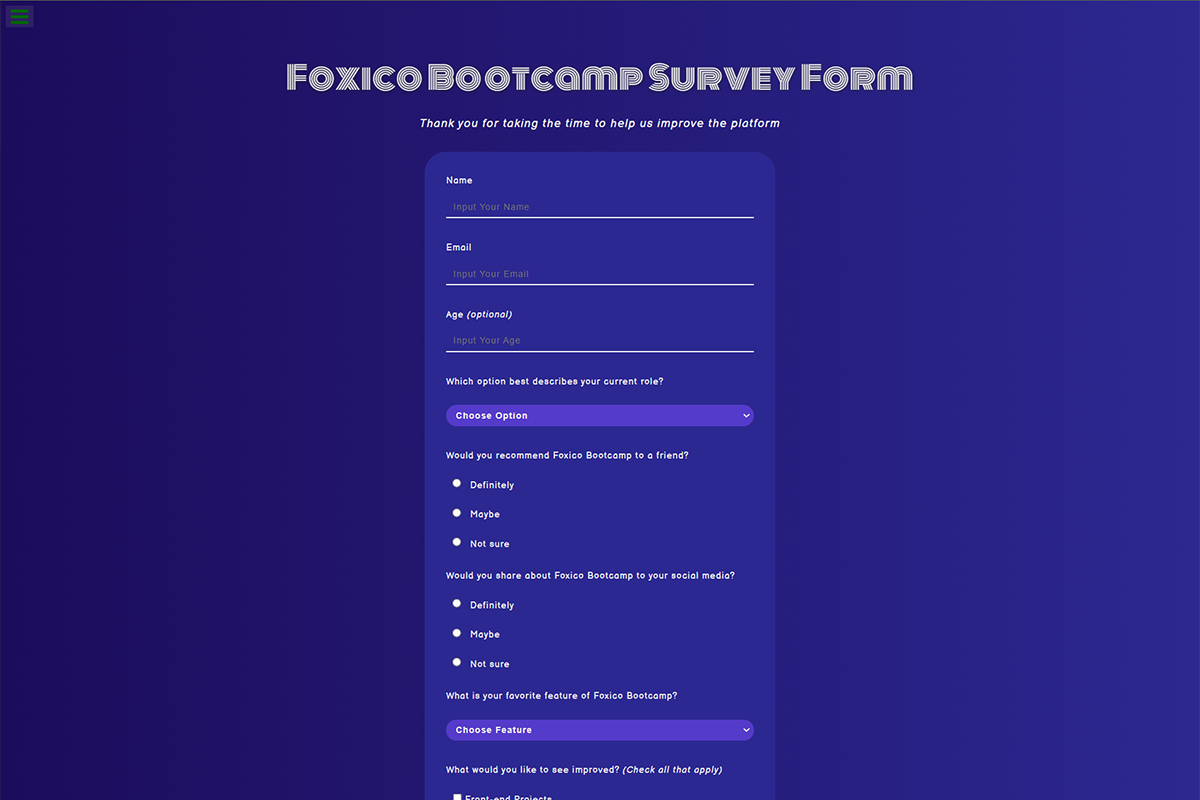 Foxico Bootcamp Survey Form
Thank you for taking the time to help us improve the platform
Name
Input Your Name
Email
Input Your Email
Age (optional)
Input Your Age
Which option best describes your current role?
Choose Option
Would you recommend Foxico Bootcamp to a friend?
Definitely
Maybe
Not sure
Would you share about Foxico Bootcamp to your social media?
Definitely
Maybe
Not sure
What is your favorite feature of Foxico Bootcamp?
Choose Feature
What would you like to see improved? (Check all that apply)
Front-end Projects